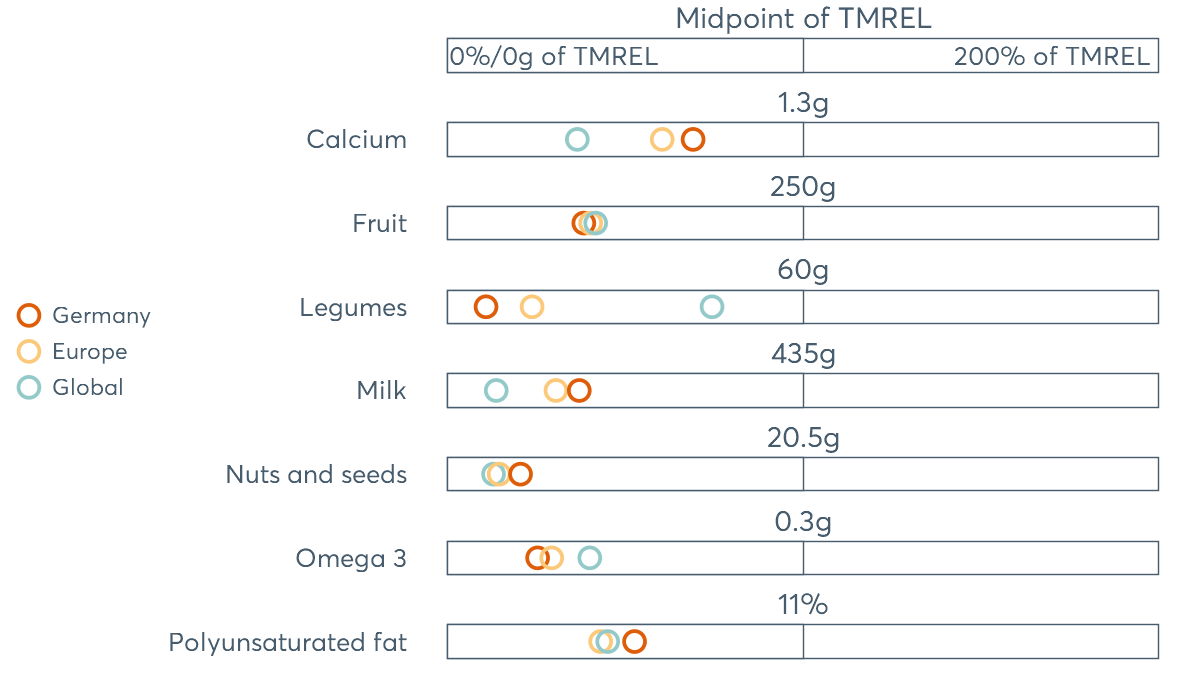 Midpoint of TMREL
0%/0g of TMREL 200% of TMREL
1.3g
Calcium
250g
Fruit
60g
Legumes
Germany
Europe
Global
435g
Milk
20.5g
Nuts and seeds
0.3g
Omega 3
11%
Polyunsaturated fat